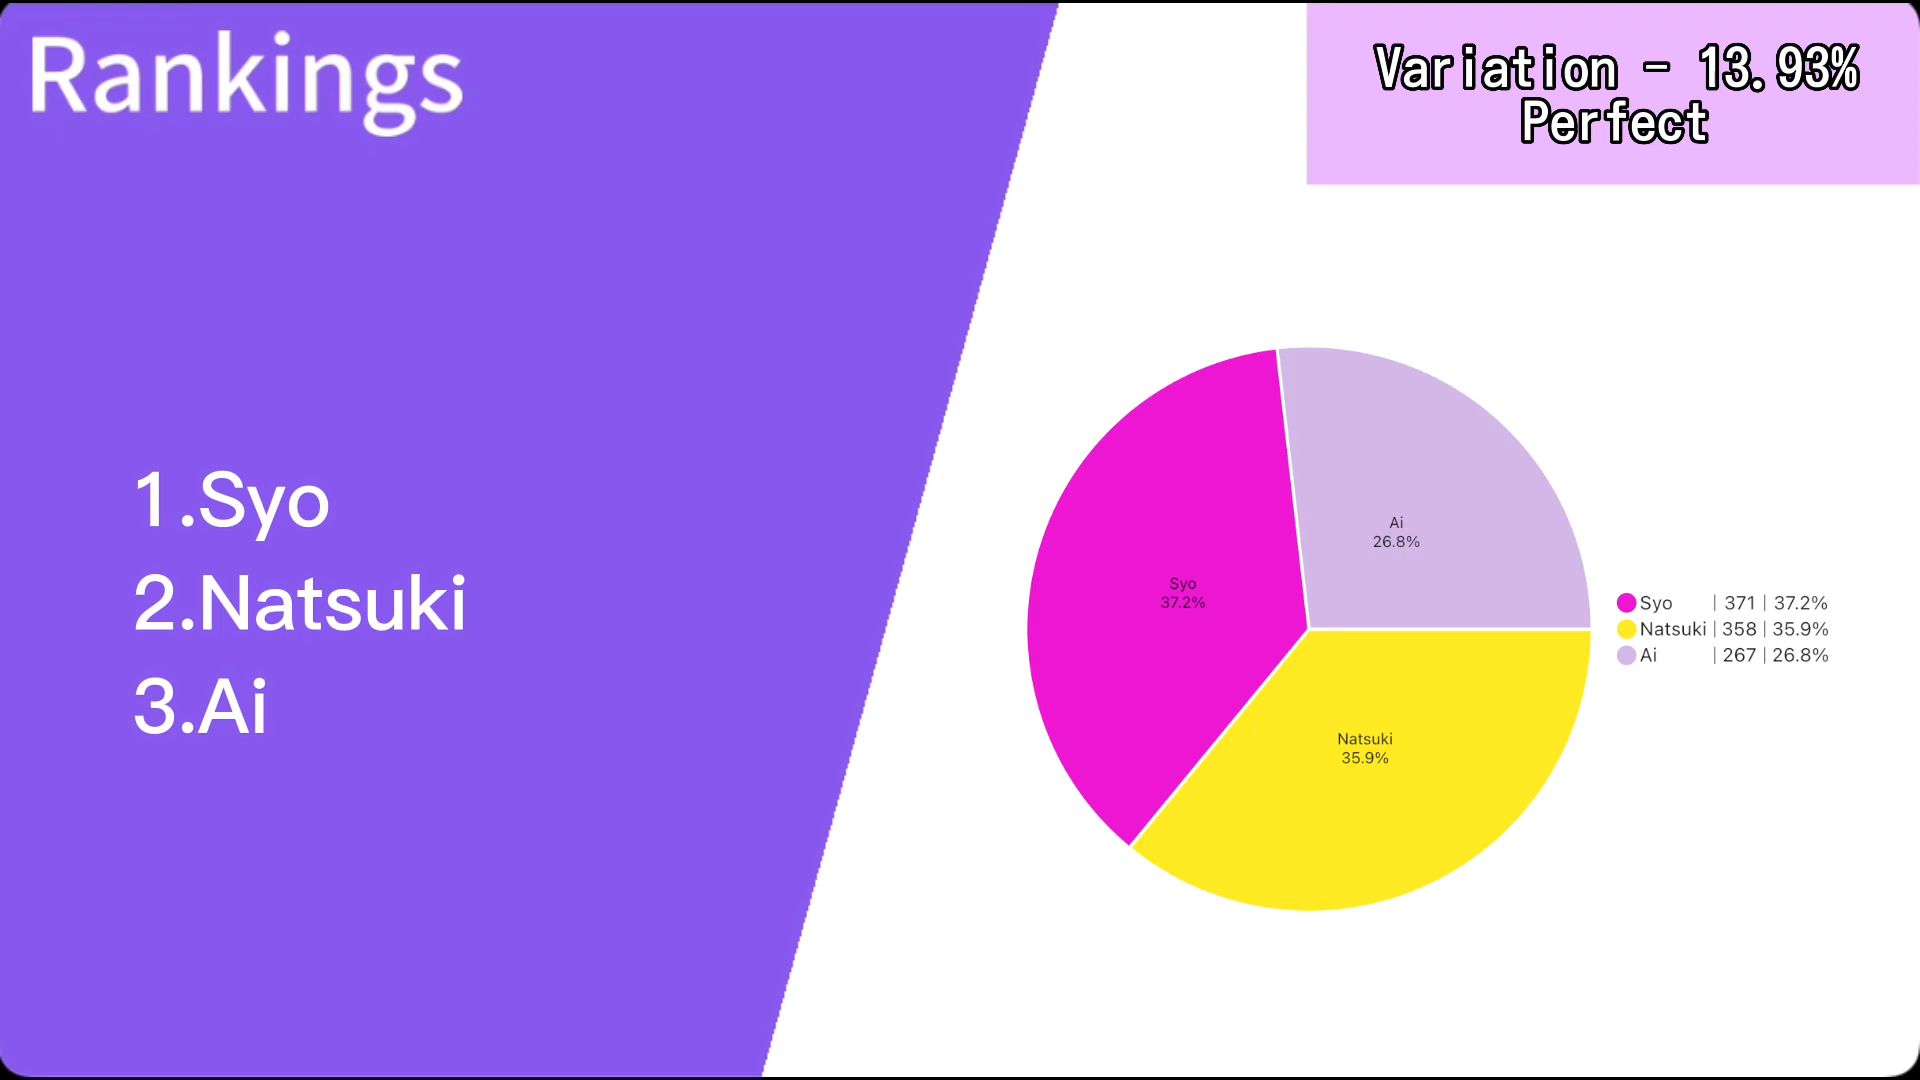 Rankings
Variation - 13.93%
Perfect
1.Syo
2.Natsuki
3.Ai
Ai
26.8%
Syo
37.2%
Natsuki
35.9%
Syo | 371 | 37.2%
Natsuki | 358 | 35.9%
Ai | 267 | 26.8%